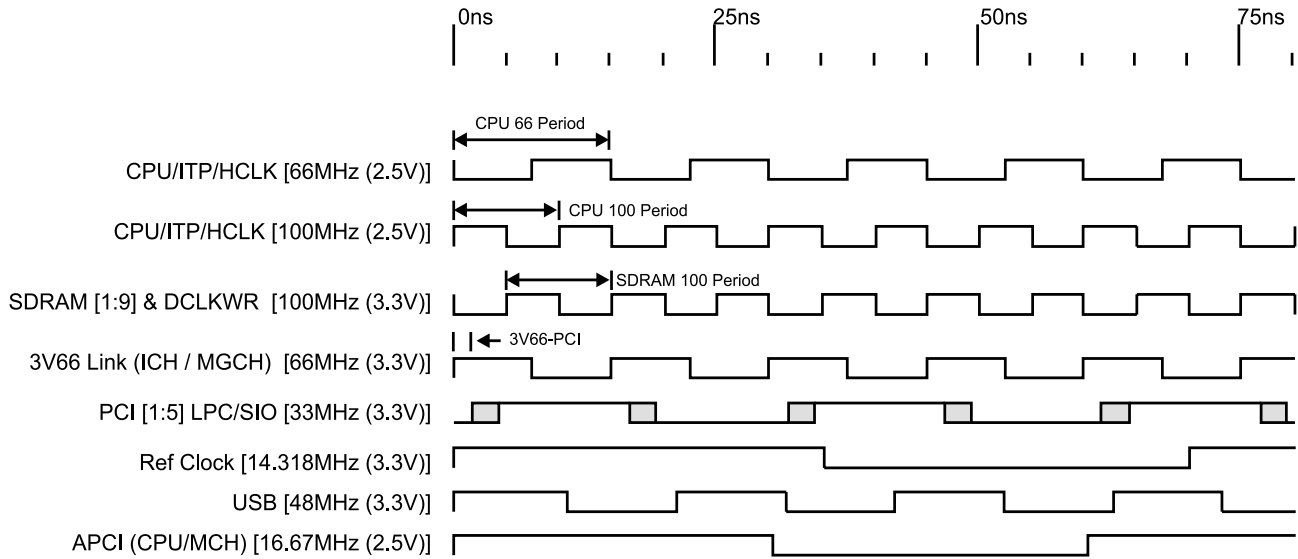 0ns 25ns 50ns 75ns
CPU 66 Period
CPU/ITP/HCLK [66MHz (2.5V)]
CPU 100 Period
CPU/ITP/HCLK [100MHz (2.5V)]
SDRAM 100 Period
SDRAM [1:9] & DCLKWR [100MHz (3.3V)]
3V66-PCI
3V66 Link (ICH / MGCH) [66MHz (3.3V)]
PCI [1:5] LPC/SIO [33MHz (3.3V)]
Ref Clock [14.318MHz (3.3V)]
USB [48MHz (3.3V)]
APCI (CPU/MCH) [16.67MHz (2.5V)]